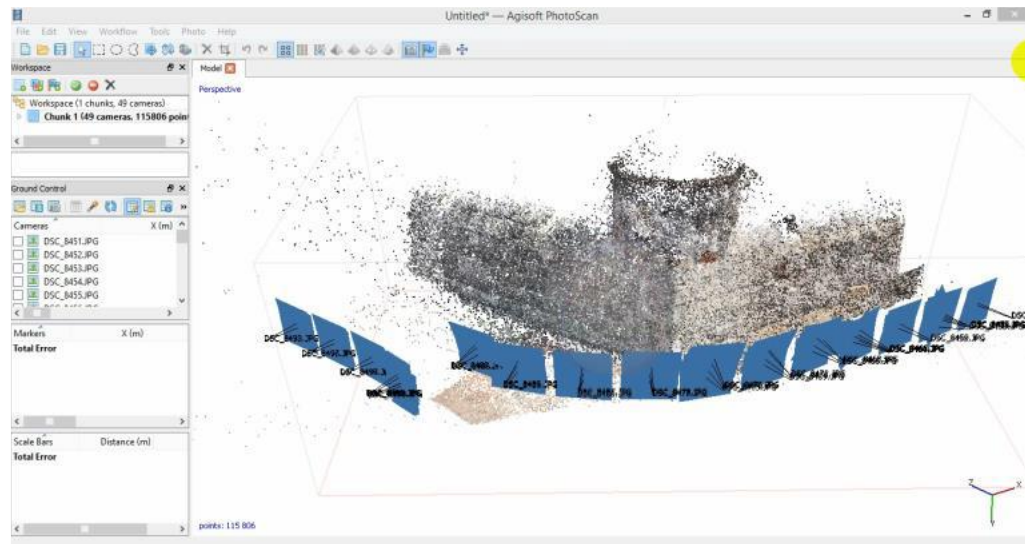 Untitled* — Agisoft PhotoScan
File Edit View Workflow Tools Photo Help
Workspace
Model
Perspective
Workspace (1 chunks, 49 cameras)
Chunk 1 (49 cameras, 115806 poin
Ground Control
Cameras X (m)
DSC_8451.JPG
DSC_8452.JPG
DSC_8453.JPG
DSC_8454.JPG
DSC_8455.JPG
Markers X (m)
Total Error
Scale Bars Distance (m)
Total Error
points: 115 806
Z X
Y